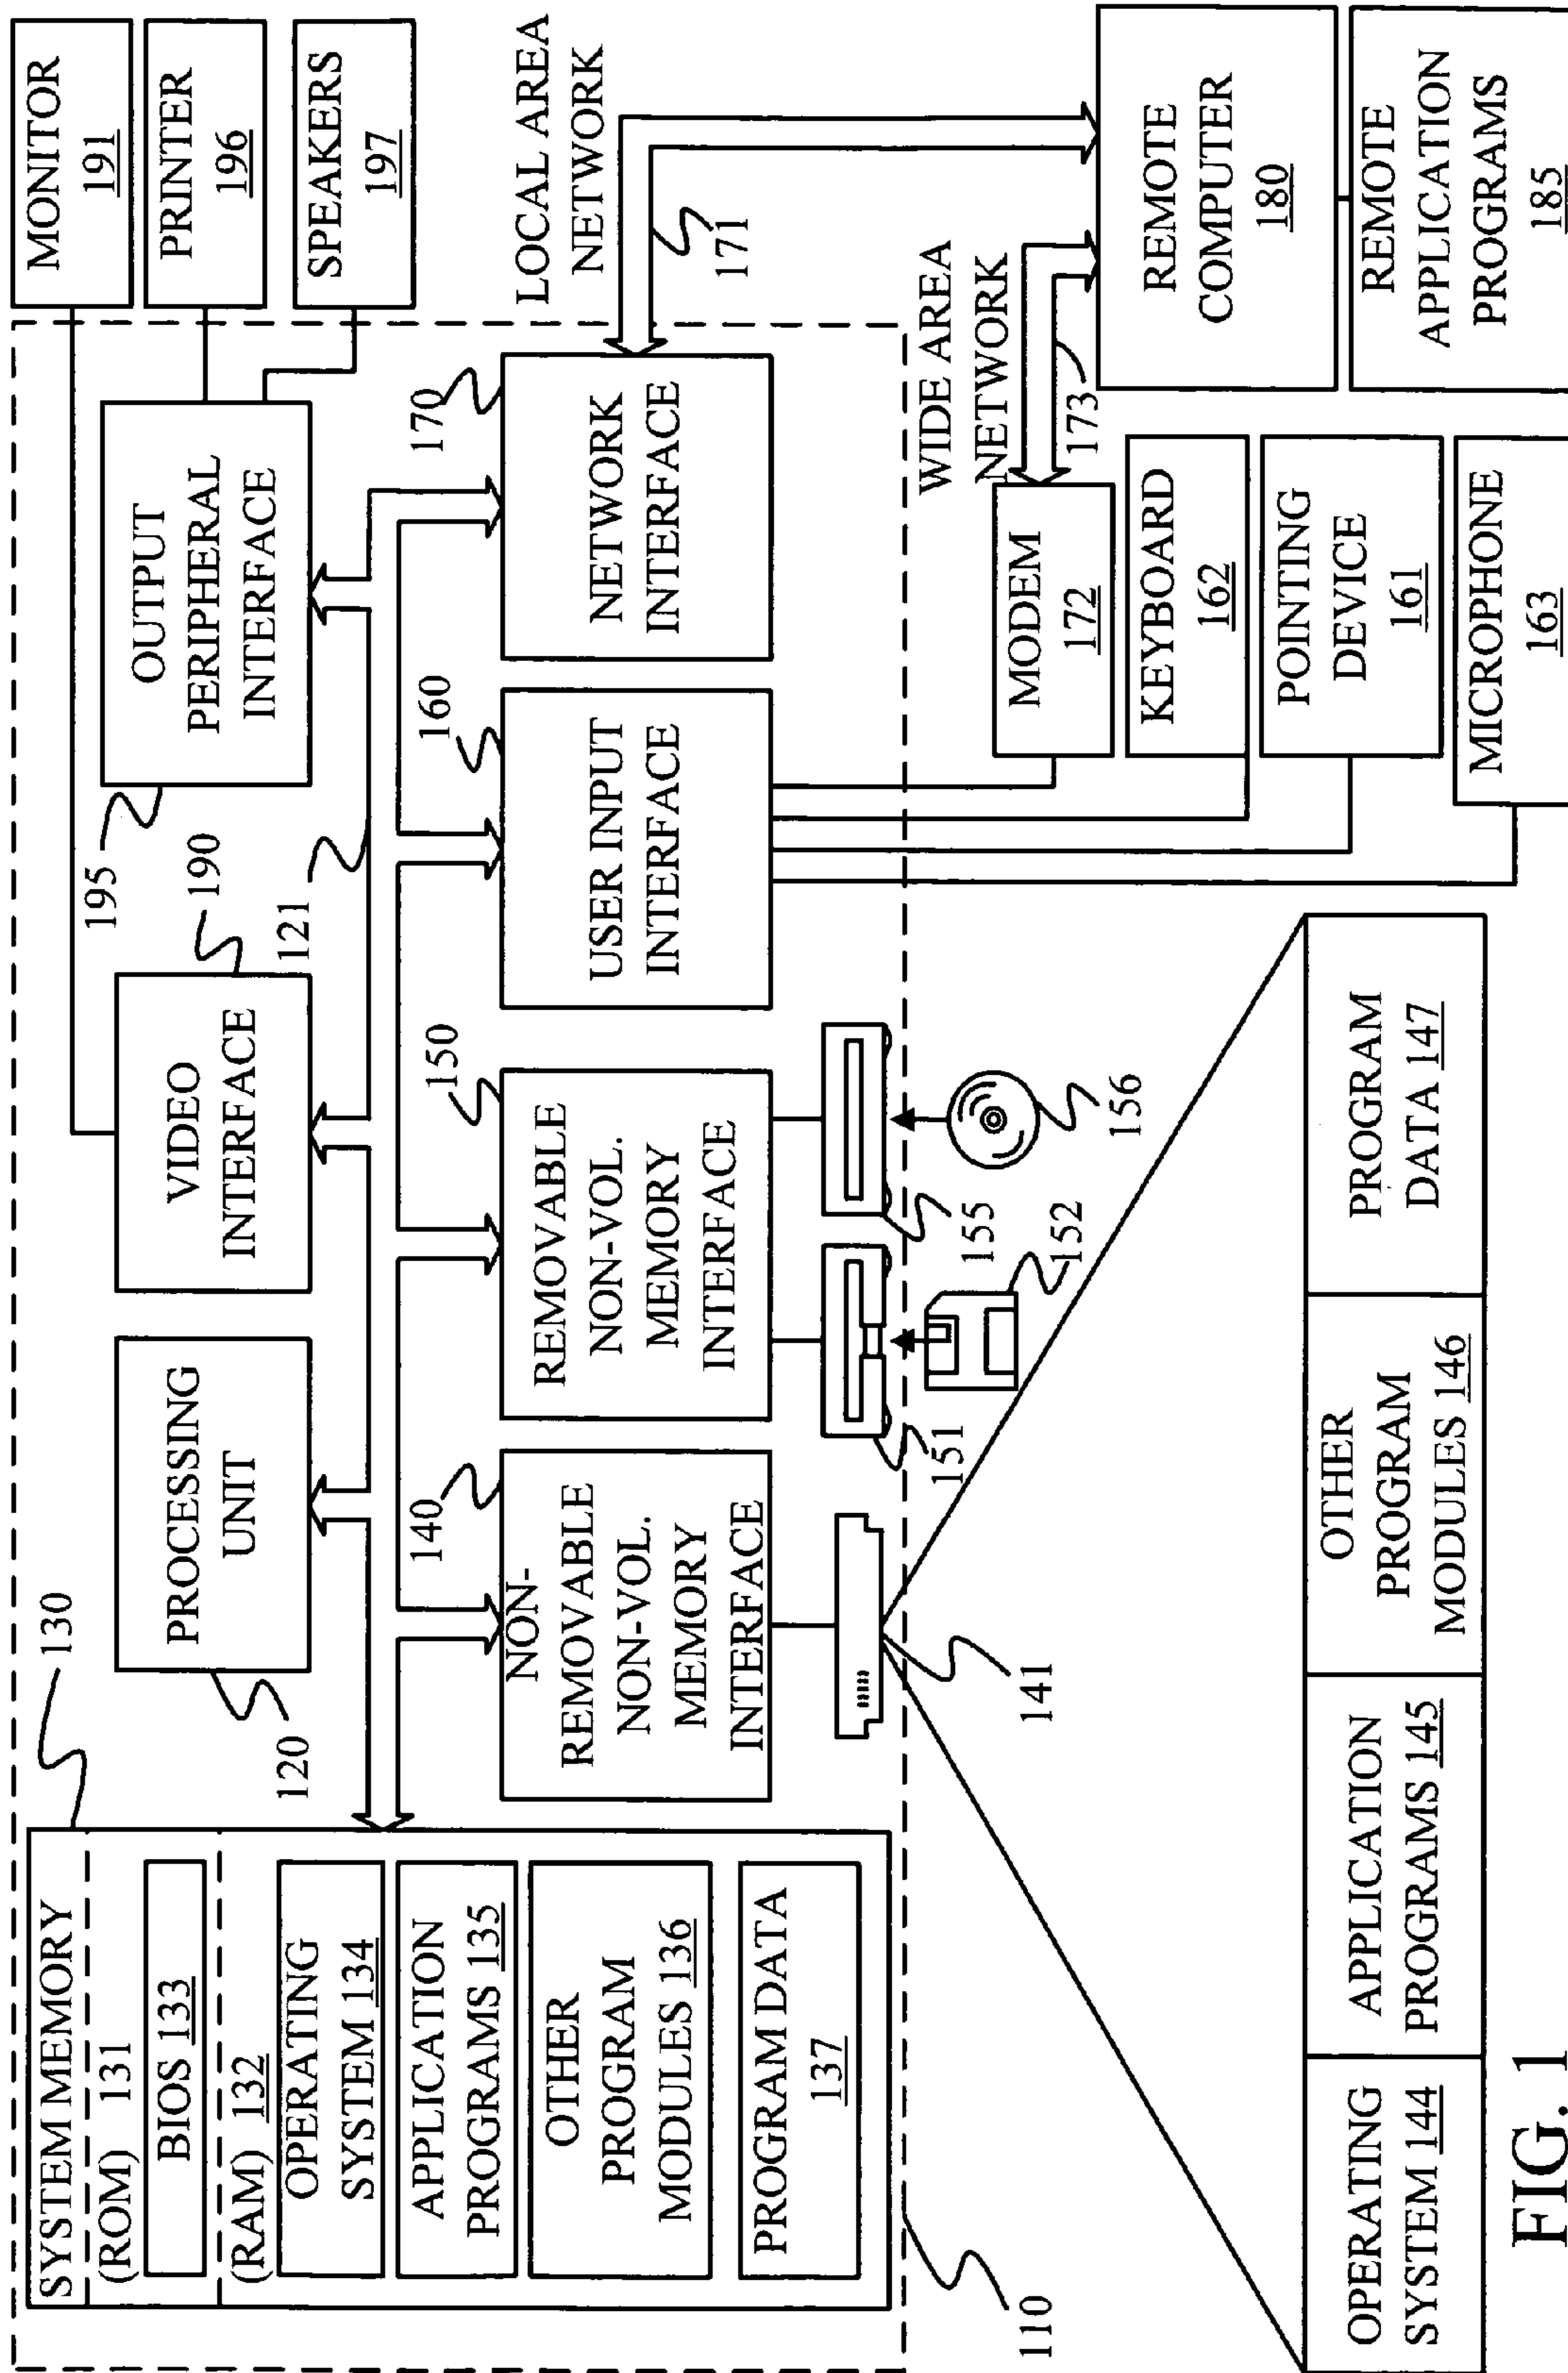 SYSTEM MEMORY
(ROM) 131
BIOS 133
(RAM) 132
OPERATING
SYSTEM 134
APPLICATION
PROGRAMS 135
OTHER
PROGRAM
MODULES 136
PROGRAM DATA
137
130
120
PROCESSING
UNIT
VIDEO
INTERFACE
190
121
195
OUTPUT
PERIPHERAL
INTERFACE
MONITOR
191
PRINTER
196
SPEAKERS
197
140
NON-
REMOVABLE
NON-VOL.
MEMORY
INTERFACE
150
REMOVABLE
NON-VOL.
MEMORY
INTERFACE
160
USER INPUT
INTERFACE
170
NETWORK
INTERFACE
LOCAL AREA
NETWORK
171
WIDE AREA
NETWORK
173
110
141
151
152
155
156
MODEM
172
KEYBOARD
162
POINTING
DEVICE
161
MICROPHONE
163
REMOTE
COMPUTER
180
REMOTE
APPLICATION
PROGRAMS
185
OPERATING
SYSTEM 144
APPLICATION
PROGRAMS 145
OTHER
PROGRAM
MODULES 146
PROGRAM
DATA 147
FIG. 1